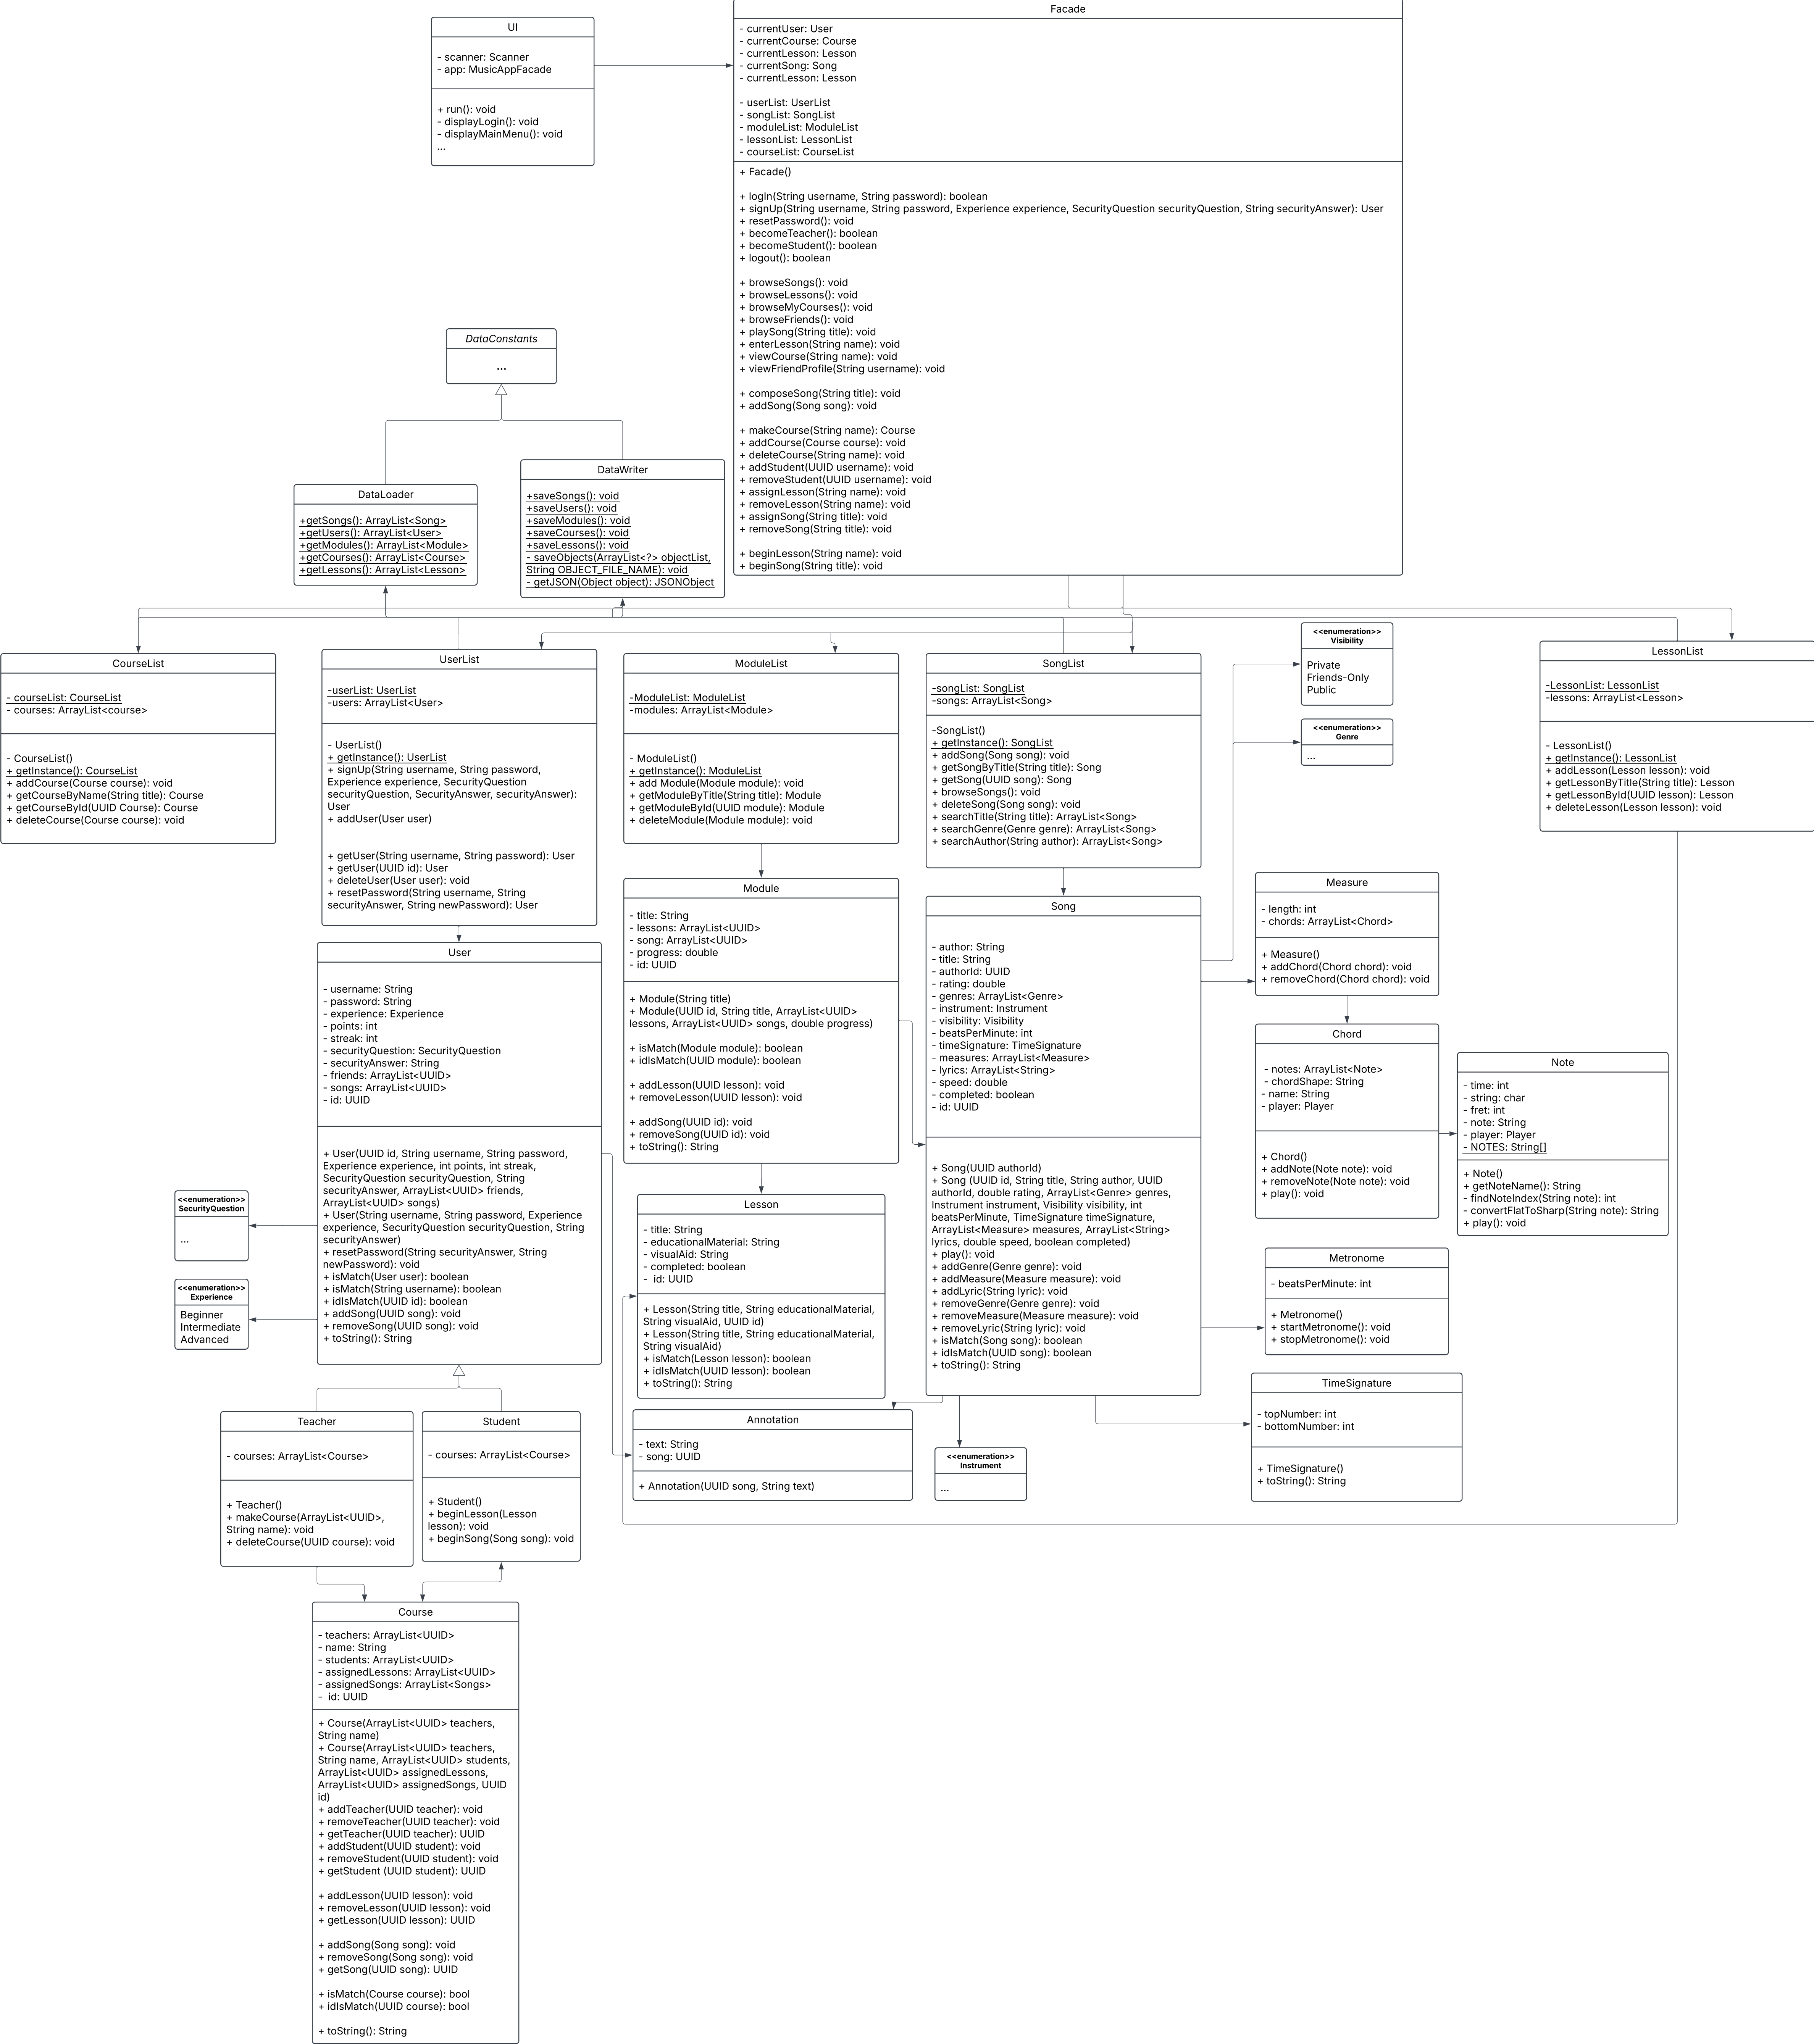 UI
- scanner: Scanner
- app: MusicAppFacade
+ run(): void
- displayLogin(): void
- displayMainMenu(): void
...
Facade
- currentUser: User
- currentCourse: Course
- currentLesson: Lesson
- currentSong: Song
- currentLesson: Lesson
- userList: UserList
- songList: SongList
- moduleList: ModuleList
- lessonList: LessonList
- courseList: CourseList
+ Facade()
+ logIn(String username, String password): boolean
+ signUp(String username, String password, Experience experience, SecurityQuestion securityQuestion, String securityAnswer): User
+ resetPassword(): void
+ becomeTeacher(): boolean
+ becomeStudent(): boolean
+ logout(): boolean
+ browseSongs(): void
+ browseLessons(): void
+ browseMyCourses(): void
+ browseFriends(): void
+ playSong(String title): void
+ enterLesson(String name): void
+ viewCourse(String name): void
+ viewFriendProfile(String username): void
+ composeSong(String title): void
+ addSong(Song song): void
+ makeCourse(String name): Course
+ addCourse(Course course): void
+ deleteCourse(String name): void
+ addStudent(UUID username): void
+ removeStudent(UUID username): void
+ assignLesson(String name): void
+ removeLesson(String name): void
+ assignSong(String title): void
+ removeSong(String title): void
+ beginLesson(String name): void
+ beginSong(String title): void
DataConstants
...
DataLoader
+getSongs(): ArrayList<Song>
+getUsers(): ArrayList<User>
+getModules(): ArrayList<Module>
+getCourses(): ArrayList<Course>
+getLessons(): ArrayList<Lesson>
DataWriter
+saveSongs(): void
+saveUsers(): void
+saveModules(): void
+saveCourses(): void
+saveLessons(): void
- saveObjects(ArrayList<?> objectList,
String OBJECT_FILE_NAME): void
- getJSON(Object object): JSONObject
CourseList
- courseList: CourseList
- courses: ArrayList<course>
- CourseList()
+ getInstance(): CourseList
+ addCourse(Course course): void
+ getCourseByName(String title): Course
+ getCourseById(UUID Course): Course
+ deleteCourse(Course course): void
UserList
-userList: UserList
-users: ArrayList<User>
- UserList()
+ getInstance(): UserList
+ signUp(String username, String password,
Experience experience, SecurityQuestion
securityQuestion, SecurityAnswer, securityAnswer):
User
+ addUser(User user)
+ getUser(String username, String password): User
+ getUser(UUID id): User
+ deleteUser(User user): void
+ resetPassword(String username, String
securityAnswer, String newPassword): User
ModuleList
-ModuleList: ModuleList
-modules: ArrayList<Module>
- ModuleList()
+ getInstance(): ModuleList
+ add Module(Module module): void
+ getModuleByTitle(String title): Module
+ getModuleById(UUID module): Module
+ deleteModule(Module module): void
SongList
-songList: SongList
-songs: ArrayList<Song>
-SongList()
+ getInstance(): SongList
+ addSong(Song song): void
+ getSongByTitle(String title): Song
+ getSong(UUID song): Song
+ browseSongs(): void
+ deleteSong(Song song): void
+ searchTitle(String title): ArrayList<Song>
+ searchGenre(Genre genre): ArrayList<Song>
+ searchAuthor(String author): ArrayList<Song>
<<enumeration>>
Visibility
Private
Friends-Only
Public
<<enumeration>>
Genre
...
LessonList
-LessonList: LessonList
-lessons: ArrayList<Lesson>
- LessonList()
+ getInstance(): LessonList
+ addLesson(Lesson lesson): void
+ getLessonByTitle(String title): Lesson
+ getLessonById(UUID lesson): Lesson
+ deleteLesson(Lesson lesson): void
User
- username: String
- password: String
- experience: Experience
- points: int
- streak: int
- securityQuestion: SecurityQuestion
- securityAnswer: String
- friends: ArrayList<UUID>
- songs: ArrayList<UUID>
- id: UUID
+ User(UUID id, String username, String password,
Experience experience, int points, int streak,
SecurityQuestion securityQuestion, String
securityAnswer, ArrayList<UUID> friends,
ArrayList<UUID> songs)
+ User(String username, String password, Experience
experience, SecurityQuestion securityQuestion, String
securityAnswer)
+ resetPassword(String securityAnswer, String
newPassword): void
+ isMatch(User user): boolean
+ isMatch(String username): boolean
+ idIsMatch(UUID id): boolean
+ addSong(UUID song): void
+ removeSong(UUID song): void
+ toString(): String
<<enumeration>>
SecurityQuestion
...
<<enumeration>>
Experience
Beginner
Intermediate
Advanced
Module
- title: String
- lessons: ArrayList<UUID>
- song: ArrayList<UUID>
- progress: double
- id: UUID
+ Module(String title)
+ Module(UUID id, String title, ArrayList<UUID>
lessons, ArrayList<UUID> songs, double progress)
+ isMatch(Module module): boolean
+ idIsMatch(UUID module): boolean
+ addLesson(UUID lesson): void
+ removeLesson(UUID lesson): void
+ addSong(UUID id): void
+ removeSong(UUID id): void
+ toString(): String
Song
- author: String
- title: String
- authorId: UUID
- rating: double
- genres: ArrayList<Genre>
- instrument: Instrument
- visibility: Visibility
- beatsPerMinute: int
- timeSignature: TimeSignature
- measures: ArrayList<Measure>
- lyrics: ArrayList<String>
- speed: double
- completed: boolean
- id: UUID
+ Song(UUID authorId)
+ Song (UUID id, String title, String author, UUID
authorId, double rating, ArrayList<Genre> genres,
Instrument instrument, Visibility visibility, int
beatsPerMinute, TimeSignature timeSignature,
ArrayList<Measure> measures, ArrayList<String>
lyrics, double speed, boolean completed)
+ play(): void
+ addGenre(Genre genre): void
+ addMeasure(Measure measure): void
+ addLyric(String lyric): void
+ removeGenre(Genre genre): void
+ removeMeasure(Measure measure): void
+ removeLyric(String lyric): void
+ isMatch(Song song): boolean
+ idIsMatch(UUID song): boolean
+ toString(): String
Measure
- length: int
- chords: ArrayList<Chord>
+ Measure()
+ addChord(Chord chord): void
+ removeChord(Chord chord): void
Chord
- notes: ArrayList<Note>
- chordShape: String
- name: String
- player: Player
+ Chord()
+ addNote(Note note): void
+ removeNote(Note note): void
+ play(): void
Note
- time: int
- string: char
- fret: int
- note: String
- player: Player
- NOTES: String[]
+ Note()
+ getNoteName(): String
- findNoteIndex(String note): int
- convertFlatToSharp(String note): String
+ play(): void
Lesson
- title: String
- educationalMaterial: String
- visualAid: String
- completed: boolean
- id: UUID
+ Lesson(String title, String educationalMaterial,
String visualAid, UUID id)
+ Lesson(String title, String educationalMaterial,
String visualAid)
+ isMatch(Lesson lesson): boolean
+ idIsMatch(UUID lesson): boolean
+ toString(): String
Metronome
- beatsPerMinute: int
+ Metronome()
+ startMetronome(): void
+ stopMetronome(): void
TimeSignature
- topNumber: int
- bottomNumber: int
+ TimeSignature()
+ toString(): String
Teacher
- courses: ArrayList<Course>
+ Teacher()
+ makeCourse(ArrayList<UUID>,
String name): void
+ deleteCourse(UUID course): void
Student
- courses: ArrayList<Course>
+ Student()
+ beginLesson(Lesson
lesson): void
+ beginSong(Song song): void
Annotation
- text: String
- song: UUID
+ Annotation(UUID song, String text)
<<enumeration>>
Instrument
...
Course
- teachers: ArrayList<UUID>
- name: String
- students: ArrayList<UUID>
- assignedLessons: ArrayList<UUID>
- assignedSongs: ArrayList<Songs>
- id: UUID
+ Course(ArrayList<UUID> teachers,
String name)
+ Course(ArrayList<UUID> teachers,
String name, ArrayList<UUID> students,
ArrayList<UUID> assignedLessons,
ArrayList<UUID> assignedSongs, UUID
id)
+ addTeacher(UUID teacher): void
+ removeTeacher(UUID teacher): void
+ getTeacher(UUID teacher): UUID
+ addStudent(UUID student): void
+ removeStudent(UUID student): void
+ getStudent (UUID student): UUID
+ addLesson(UUID lesson): void
+ removeLesson(UUID lesson): void
+ getLesson(UUID lesson): UUID
+ addSong(Song song): void
+ removeSong(Song song): void
+ getSong(UUID song): UUID
+ isMatch(Course course): bool
+ idIsMatch(UUID course): bool
+ toString(): String